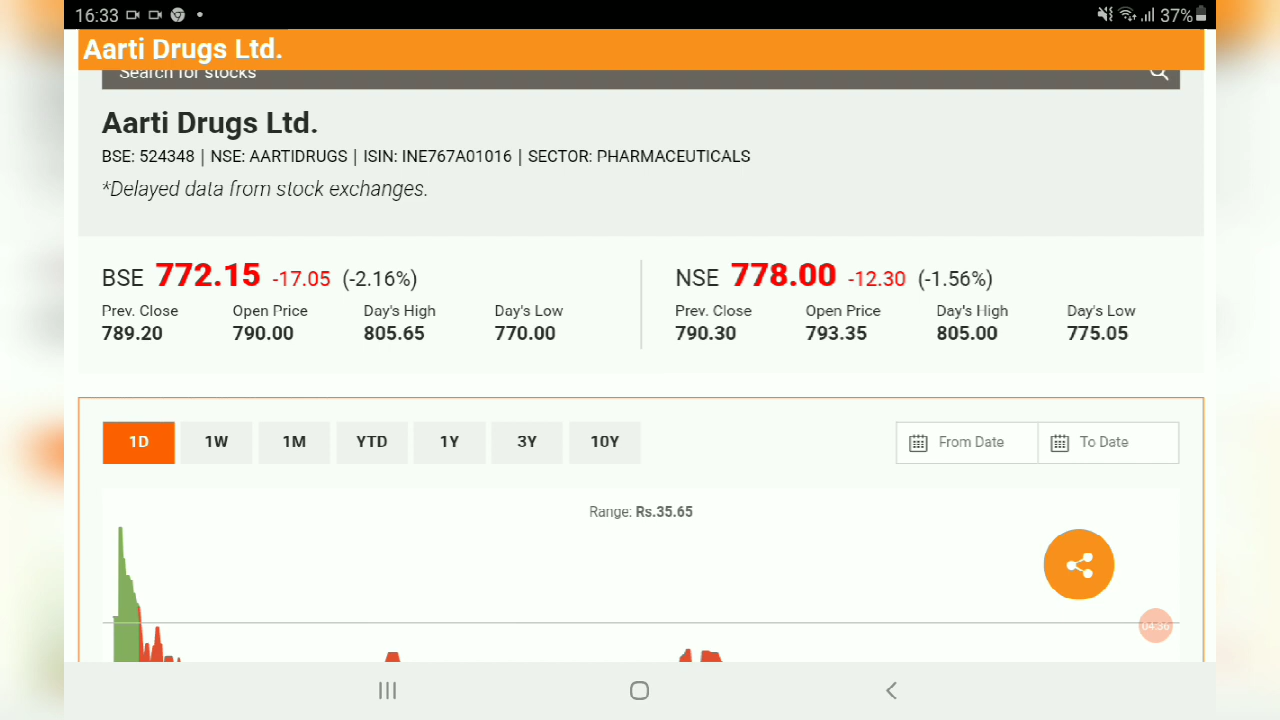 16:33 37%
Aarti Drugs Ltd.
Search for stocks
Aarti Drugs Ltd.
BSE: 524348 | NSE: AARTIDRUGS | ISIN: INE767A01016 | SECTOR: PHARMACEUTICALS
*Delayed data from stock exchanges.
BSE 772.15 -17.05 (-2.16%) NSE 778.00 -12.30 (-1.56%)
Prev. Close Open Price Day's High Day's Low Prev. Close Open Price Day's High Day's Low
789.20 790.00 805.65 770.00 790.30 793.35 805.00 775.05
1D 1W 1M YTD 1Y 3Y 10Y From Date To Date
Range: Rs.35.65
04:36